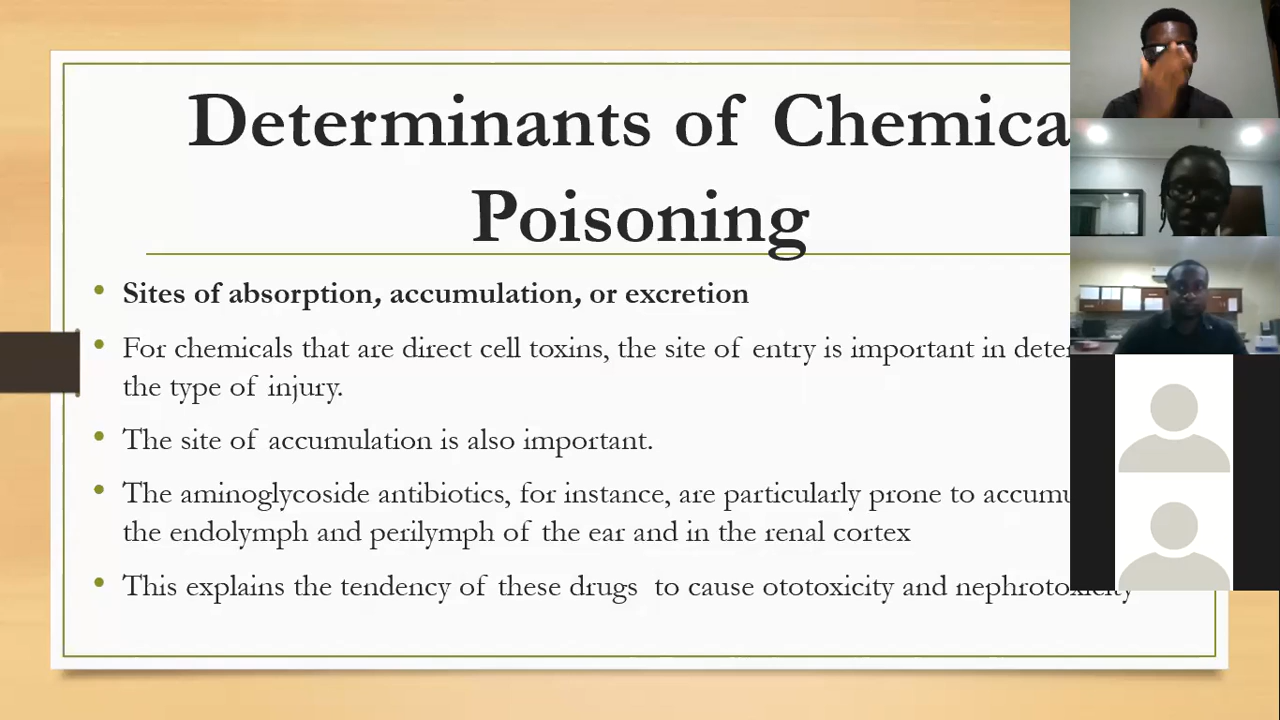 Determinants of Chemica
Poisoning
Sites of absorption, accumulation, or excretion
For chemicals that are direct cell toxins, the site of entry is important in deter
the type of injury.
The site of accumulation is also important.
The aminoglycoside antibiotics, for instance, are particularly prone to accumu
the endolymph and perilymph of the ear and in the renal cortex
This explains the tendency of these drugs to cause ototoxicity and nephrotoxicity